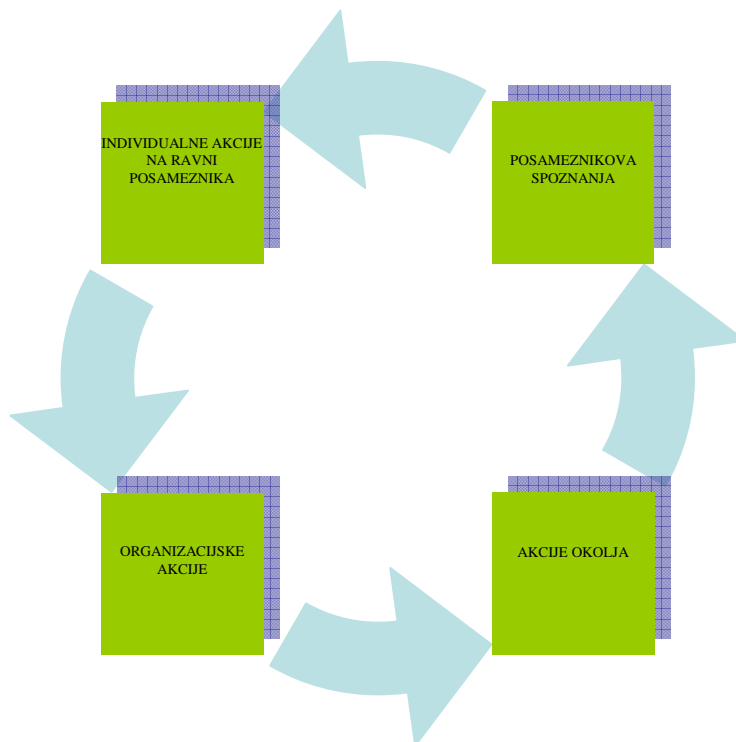 INDIVIDUALNE AKCIJE
NA RAVNI
POSAMEZNIKA
POSAMEZNIKOVA
SPOZNANJA
ORGANIZACIJSKE
AKCIJE
AKCIJE OKOLJA